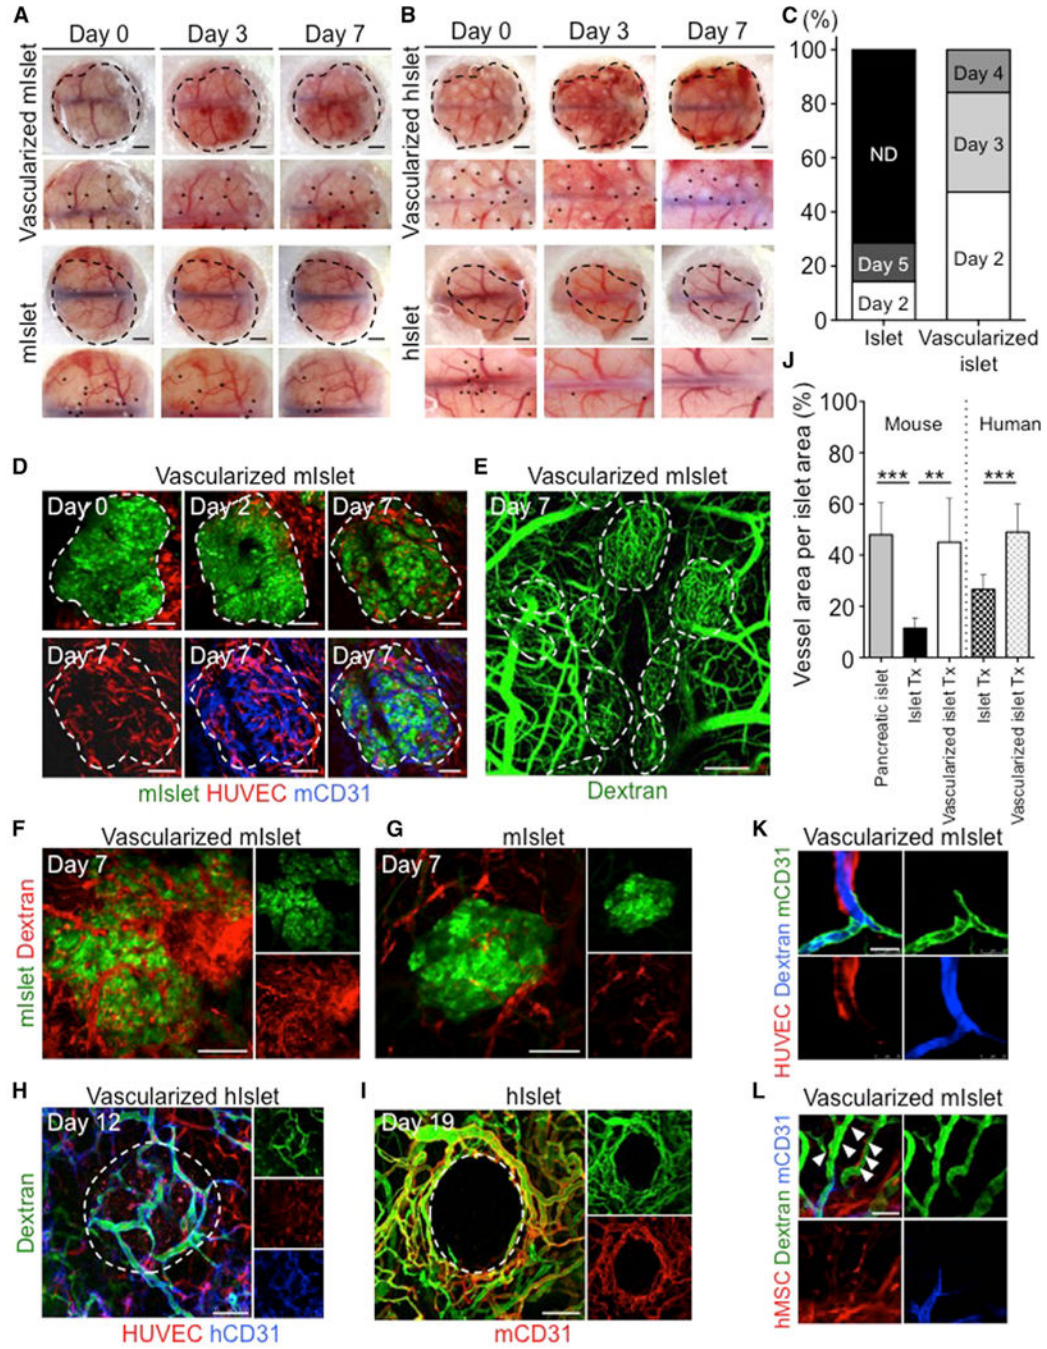 A
Day 0 Day 3 Day 7
Vascularized mIslet
mIslet
B
Day 0 Day 3 Day 7
Vascularized hIslet
hIslet
C (%)
100
80
60
40
20
0
ND
Day 5
Day 2
Day 4
Day 3
Day 2
Islet Vascularized islet
D
Vascularized mIslet
Day 0 Day 2 Day 7
Day 7 Day 7 Day 7
mIslet HUVEC mCD31
E
Vascularized mIslet
Day 7
Dextran
J
Vessel area per islet area (%)
100
80
60
40
20
0
Mouse Human
*** ** ***
Pancreatic islet
Islet Tx
Vascularized islet Tx
Islet Tx
Vascularized islet Tx
F
Vascularized mIslet
Day 7
mIslet Dextran
G
mIslet
Day 7
H
Vascularized hIslet
Day 12
Dextran
HUVEC hCD31
I
hIslet
Day 19
mCD31
K
Vascularized mIslet
HUVEC Dextran mCD31
L
Vascularized mIslet
hMSC Dextran mCD31